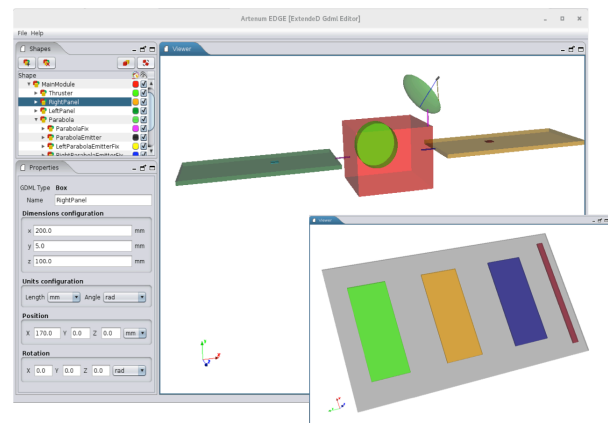 Artenum EDGE [ExtendeD Gdml Editor]
File Help
Shapes
Viewer
Shape
MainModule
Thruster
RightPanel
LeftPanel
Parabola
ParabolaFix
ParabolaEmitter
LeftParabolaEmitterFix
RightParabolaEmitterFix
Properties
GDML Type Box
Name RightPanel
Dimensions configuration
x 200.0 mm
y 5.0 mm
z 100.0 mm
Units configuration
Length mm Angle rad
Position
X 170.0 Y 0.0 Z 0.0 mm
Rotation
X 0.0 Y 0.0 Z 0.0 rad
Viewer